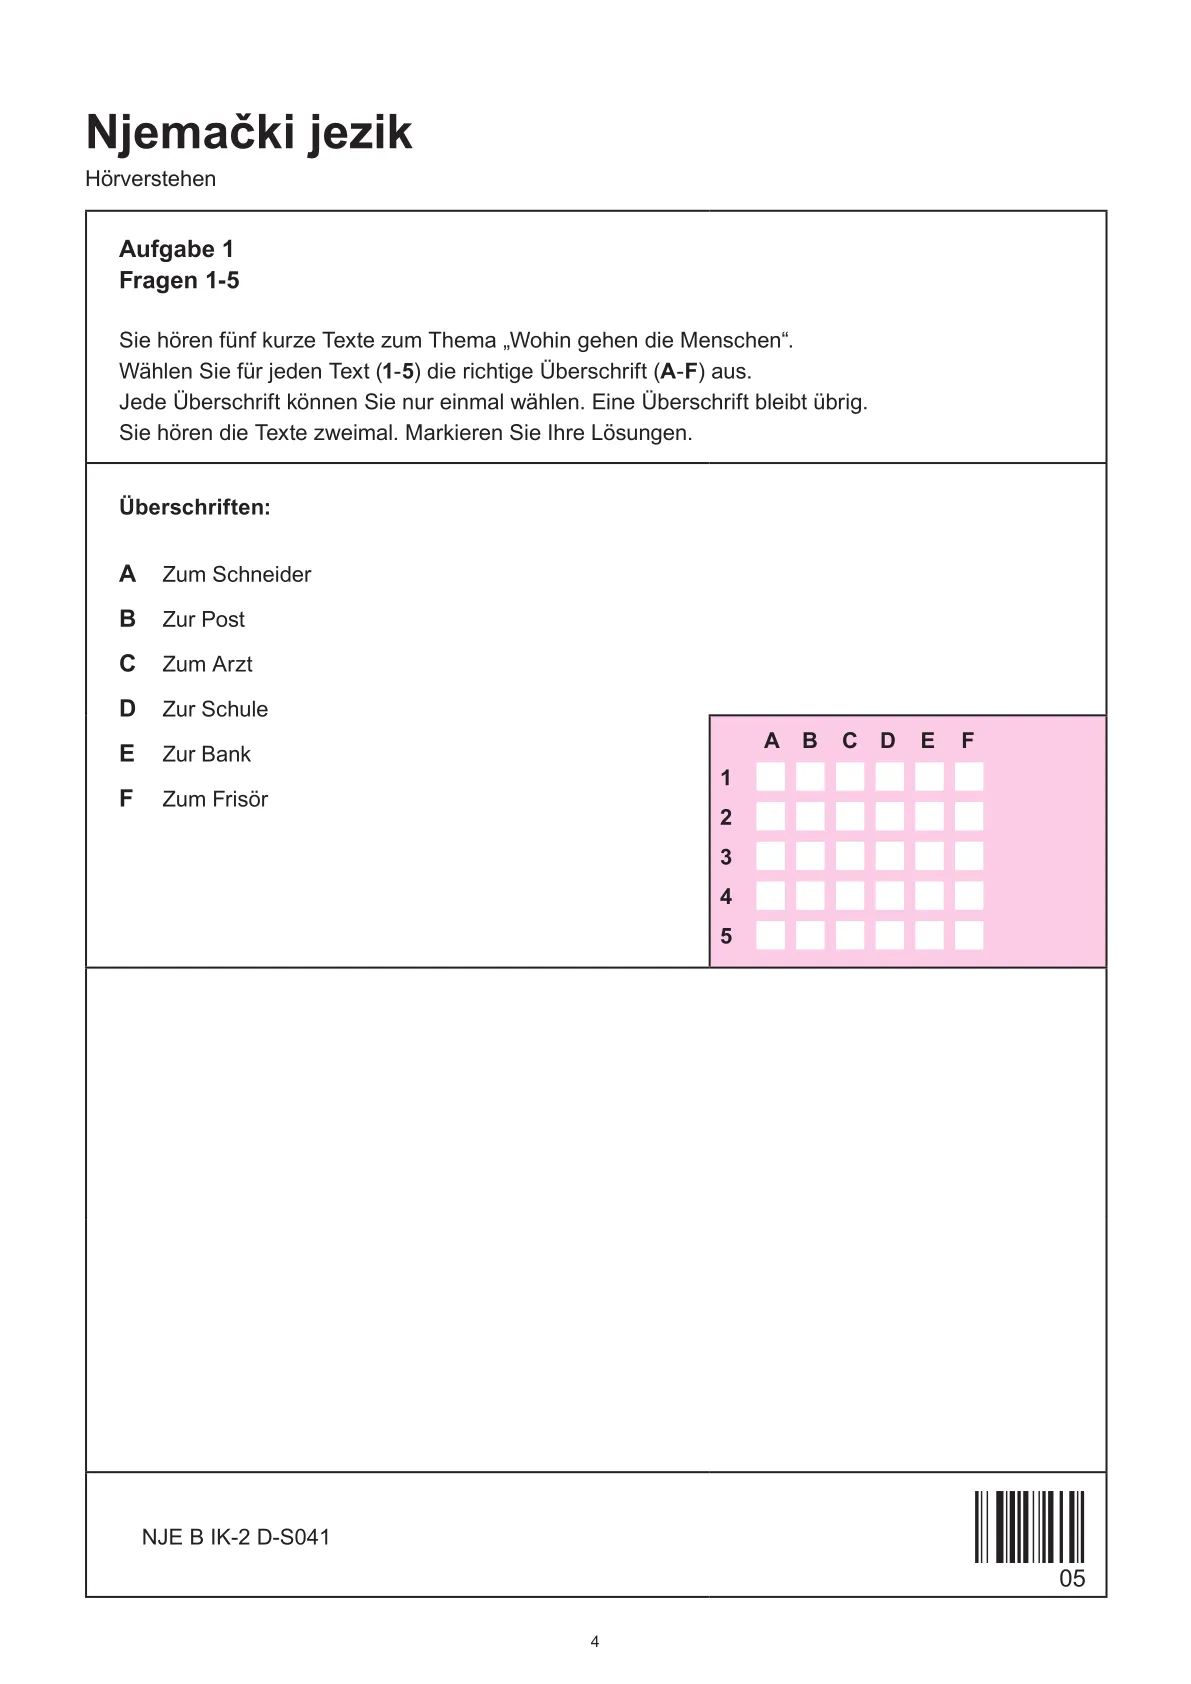 Njemački jezik
Hörverstehen
Aufgabe 1
Fragen 1-5
Sie hören fünf kurze Texte zum Thema „Wohin gehen die Menschen“.
Wählen Sie für jeden Text (1-5) die richtige Überschrift (A-F) aus.
Jede Überschrift können Sie nur einmal wählen. Eine Überschrift bleibt übrig.
Sie hören die Texte zweimal. Markieren Sie Ihre Lösungen.
Überschriften:
A Zum Schneider
B Zur Post
C Zum Arzt
D Zur Schule
E Zur Bank
F Zum Frisör
A B C D E F
1
2
3
4
5
NJE B IK-2 D-S041
05
4